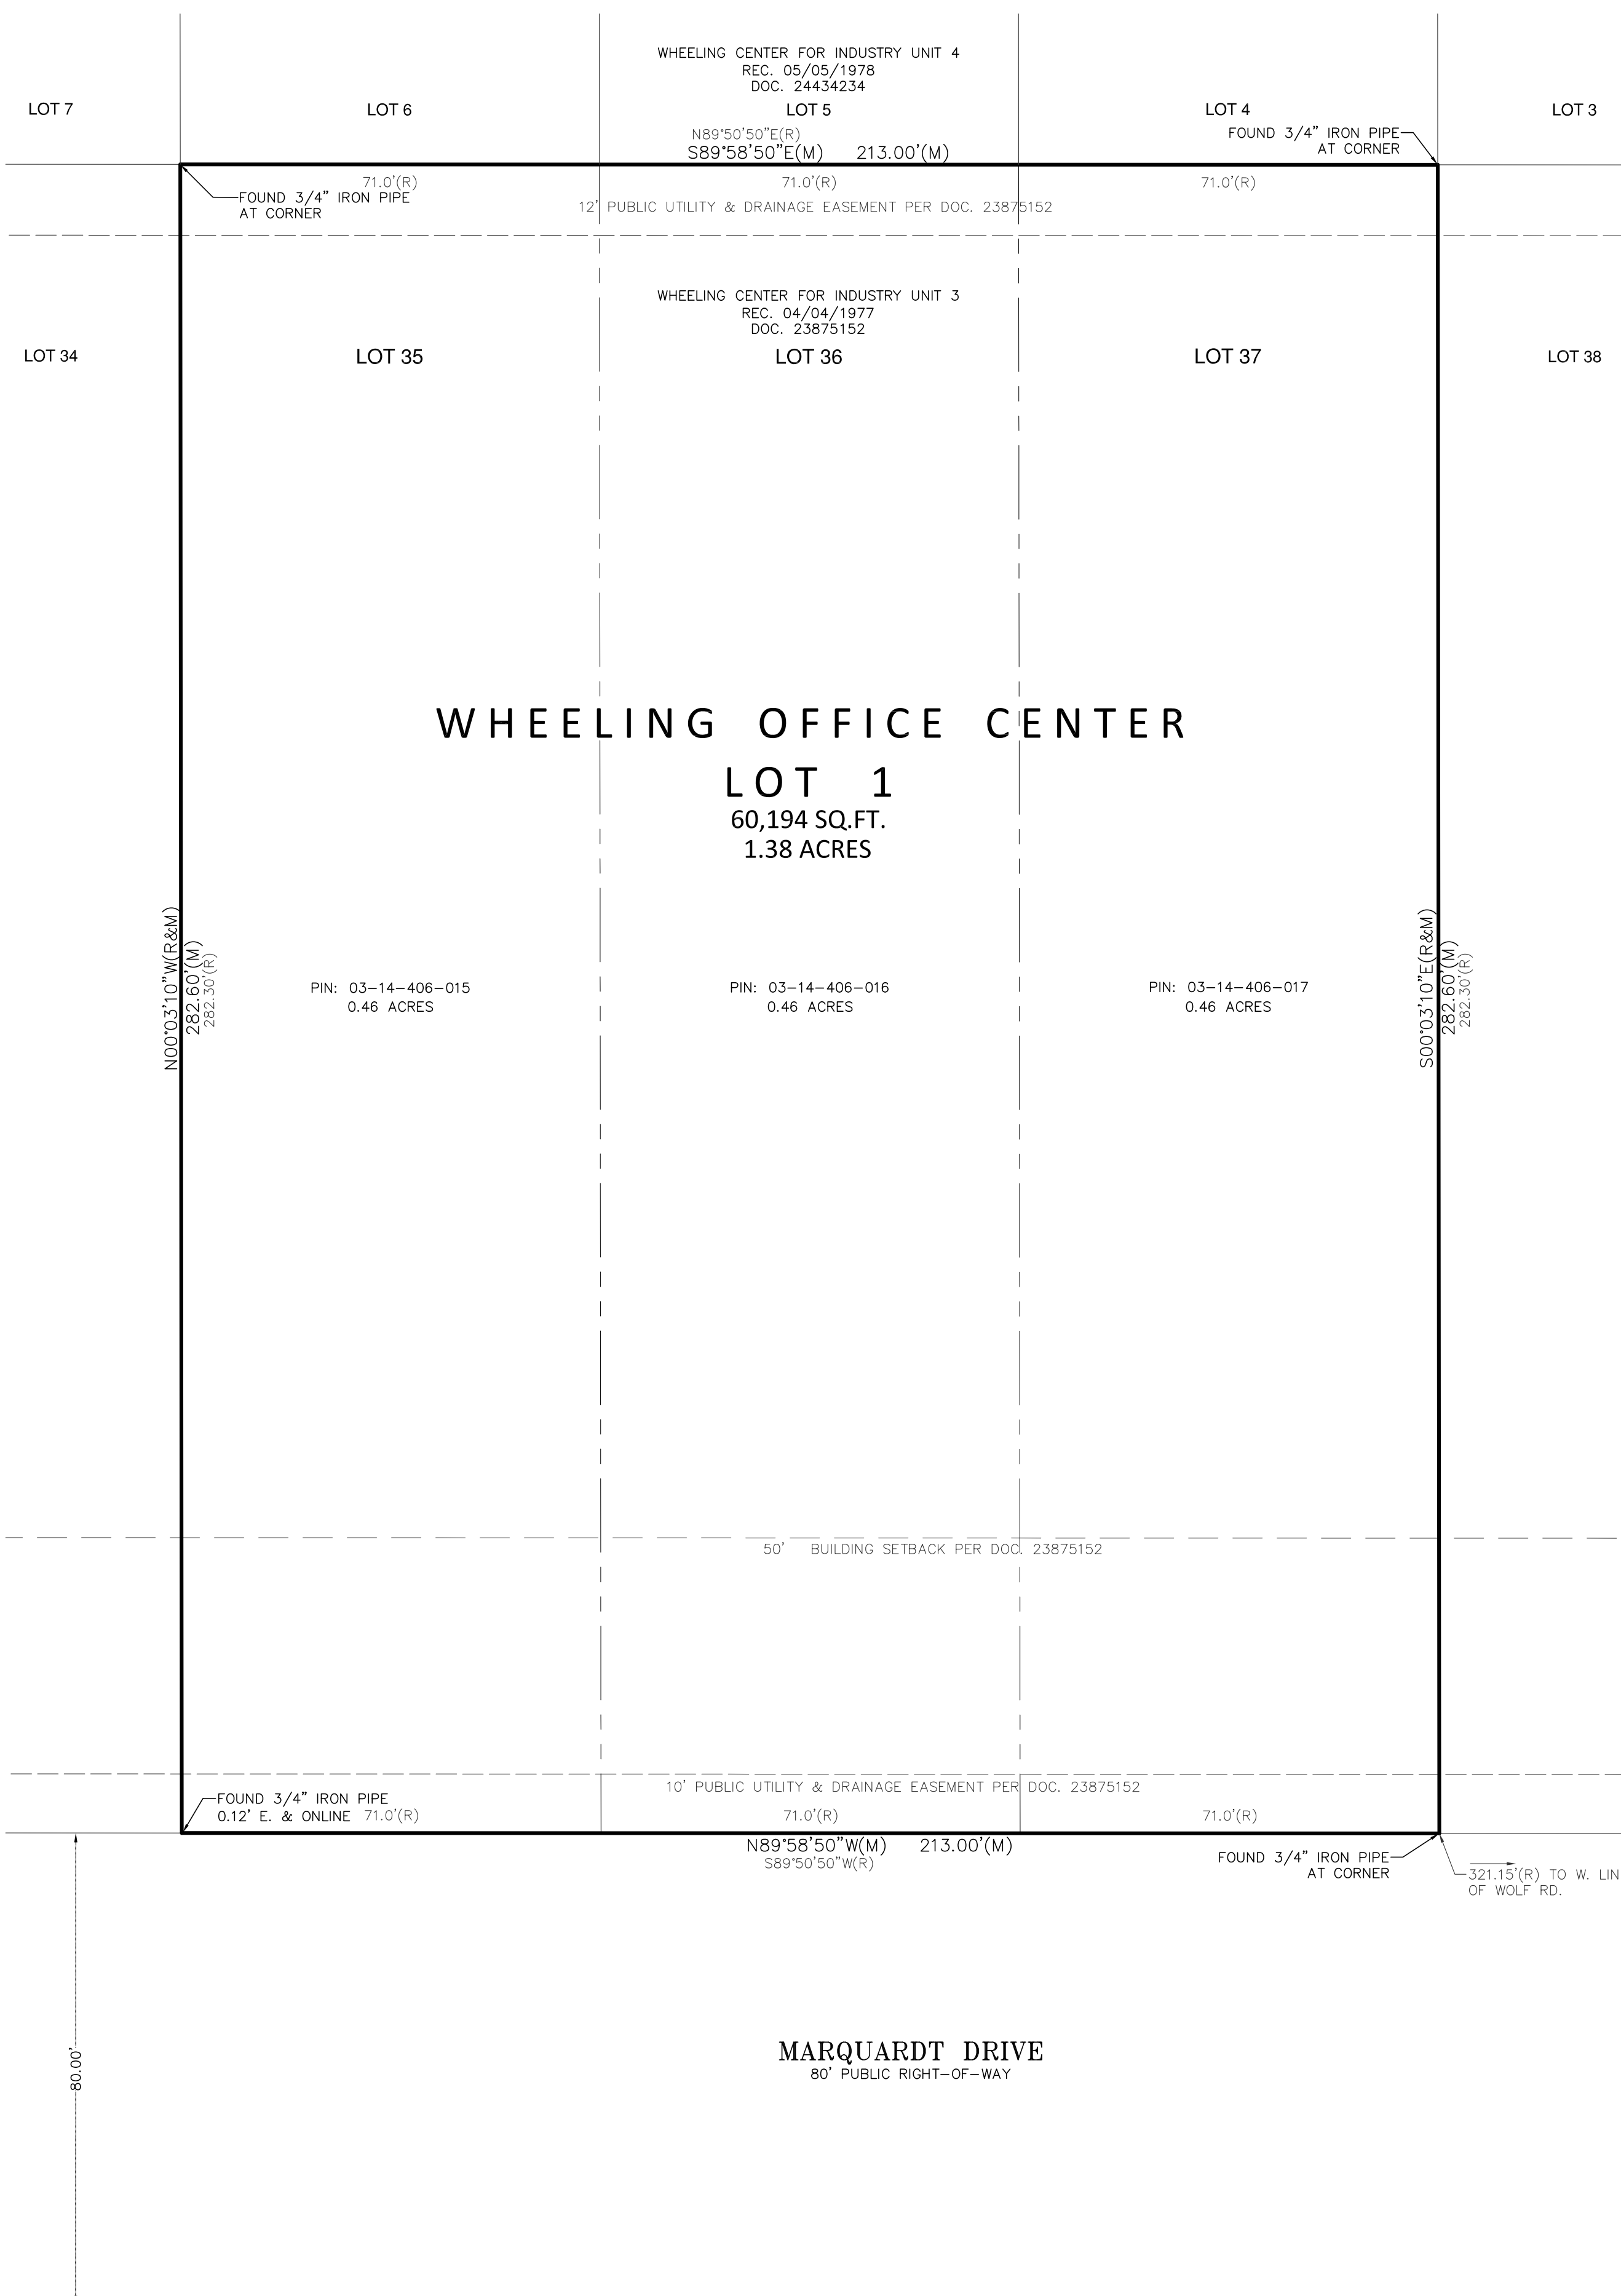 WHEELING CENTER FOR INDUSTRY UNIT 4
REC. 05/05/1978
DOC. 24434234
LOT 7
LOT 6
LOT 5
LOT 4
LOT 3
N89°50'50"E(R)
S89°58'50"E(M) 213.00'(M)
FOUND 3/4" IRON PIPE
AT CORNER
71.0'(R)
71.0'(R)
71.0'(R)
FOUND 3/4" IRON PIPE
AT CORNER
12' PUBLIC UTILITY & DRAINAGE EASEMENT PER DOC. 23875152
WHEELING CENTER FOR INDUSTRY UNIT 3
REC. 04/04/1977
DOC. 23875152
LOT 34
LOT 35
LOT 36
LOT 37
LOT 38
WHEELING OFFICE CENTER
LOT 1
60,194 SQ.FT.
1.38 ACRES
N00°03'10"W(R&M)
282.60'(M)
282.30'(R)
PIN: 03-14-406-015
0.46 ACRES
PIN: 03-14-406-016
0.46 ACRES
PIN: 03-14-406-017
0.46 ACRES
S00°03'10"E(R&M)
282.60'(M)
282.30'(R)
50' BUILDING SETBACK PER DOC. 23875152
10' PUBLIC UTILITY & DRAINAGE EASEMENT PER DOC. 23875152
FOUND 3/4" IRON PIPE
0.12' E. & ONLINE
71.0'(R)
71.0'(R)
71.0'(R)
N89°58'50"W(M) 213.00'(M)
S89°50'50"W(R)
FOUND 3/4" IRON PIPE
AT CORNER
321.15'(R) TO W. LIN
OF WOLF RD.
80.00'
MARQUARDT DRIVE
80' PUBLIC RIGHT-OF-WAY